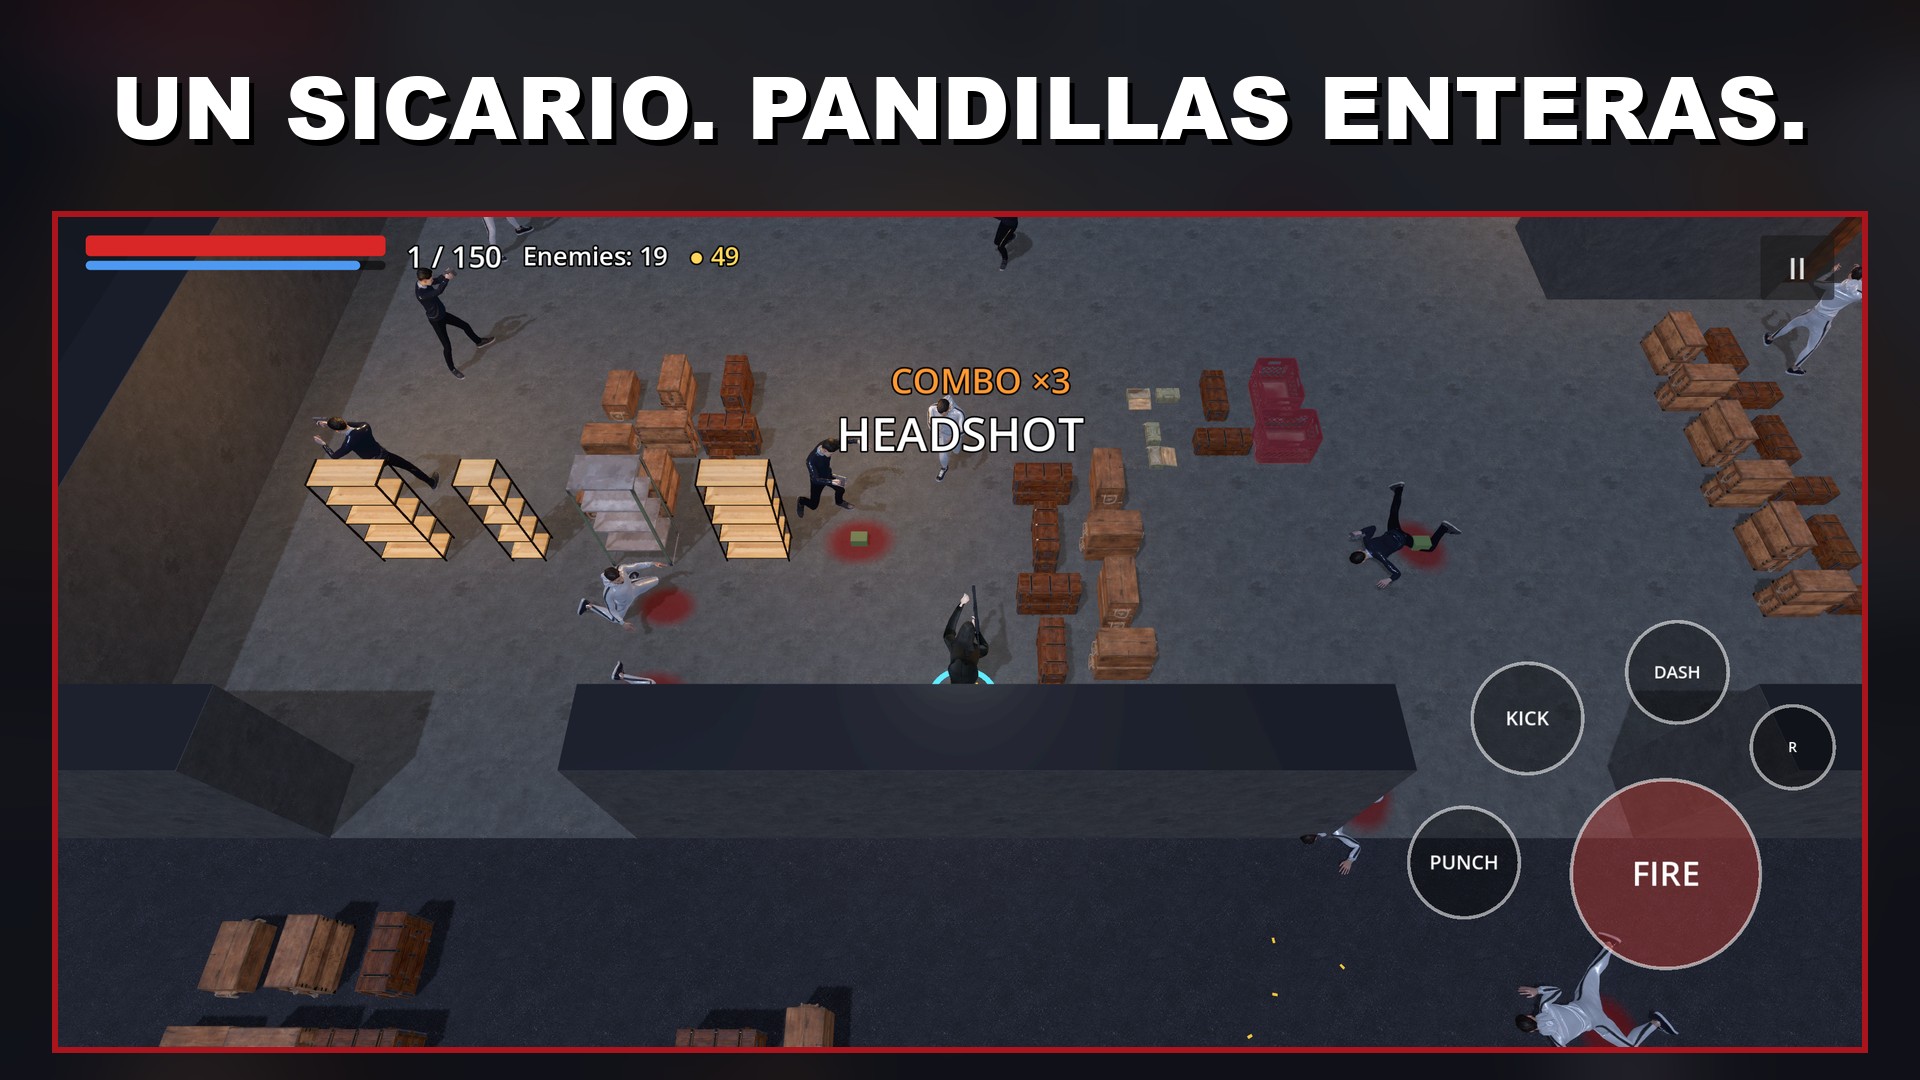 UN SICARIO. PANDILLAS ENTERAS.
1 / 150 Enemies: 19 49
COMBO ×3
HEADSHOT
DASH
KICK
R
PUNCH
FIRE